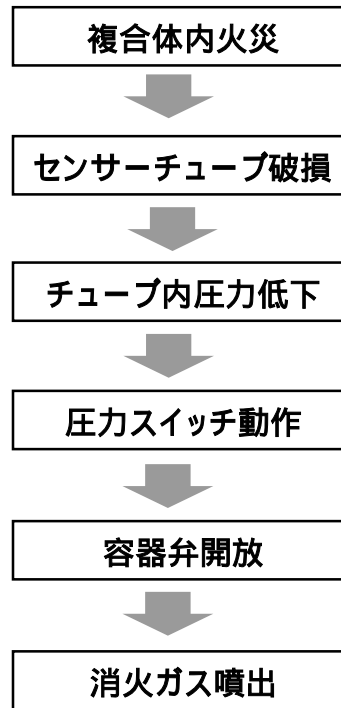 複合体内火災
センサーチューブ破損
チューブ内圧力低下
圧力スイッチ動作
容器弁開放
消火ガス噴出